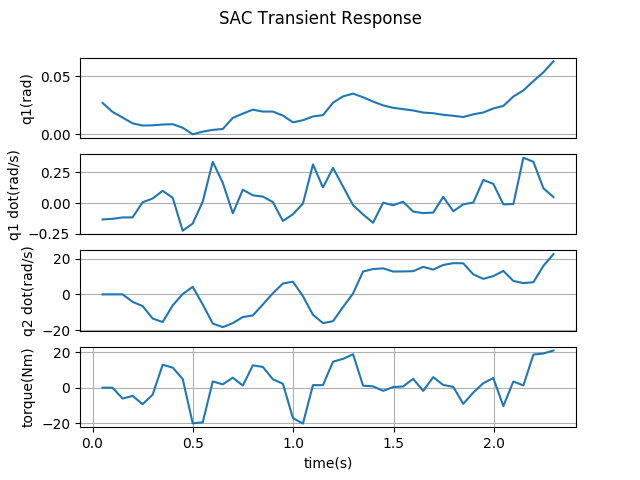 SAC Transient Response
q1(rad)
0.05
0.00
q1 dot(rad/s)
0.25
0.00
−0.25
q2 dot(rad/s)
20
0
−20
torque(Nm)
20
0
−20
0.0 0.5 1.0 1.5 2.0
time(s)